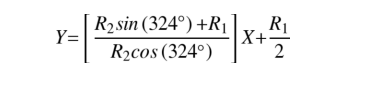 Y=[ R₂sin (324°) +R₁ / R₂cos (324°) ] X+ R₁ / 2